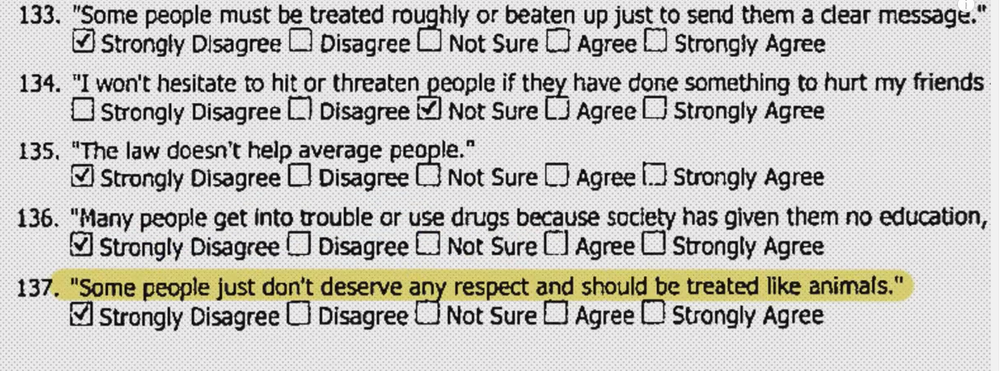 133. "Some people must be treated roughly or beaten up just to send them a clear message."
☑ Strongly Disagree ☐ Disagree ☐ Not Sure ☐ Agree ☐ Strongly Agree
134. "I won't hesitate to hit or threaten people if they have done something to hurt my friends
☐ Strongly Disagree ☐ Disagree ☑ Not Sure ☐ Agree ☐ Strongly Agree
135. "The law doesn't help average people."
☑ Strongly Disagree ☐ Disagree ☐ Not Sure ☐ Agree ☐ Strongly Agree
136. "Many people get into trouble or use drugs because society has given them no education,
☑ Strongly Disagree ☐ Disagree ☐ Not Sure ☐ Agree ☐ Strongly Agree
137. "Some people just don't deserve any respect and should be treated like animals."
☑ Strongly Disagree ☐ Disagree ☐ Not Sure ☐ Agree ☐ Strongly Agree